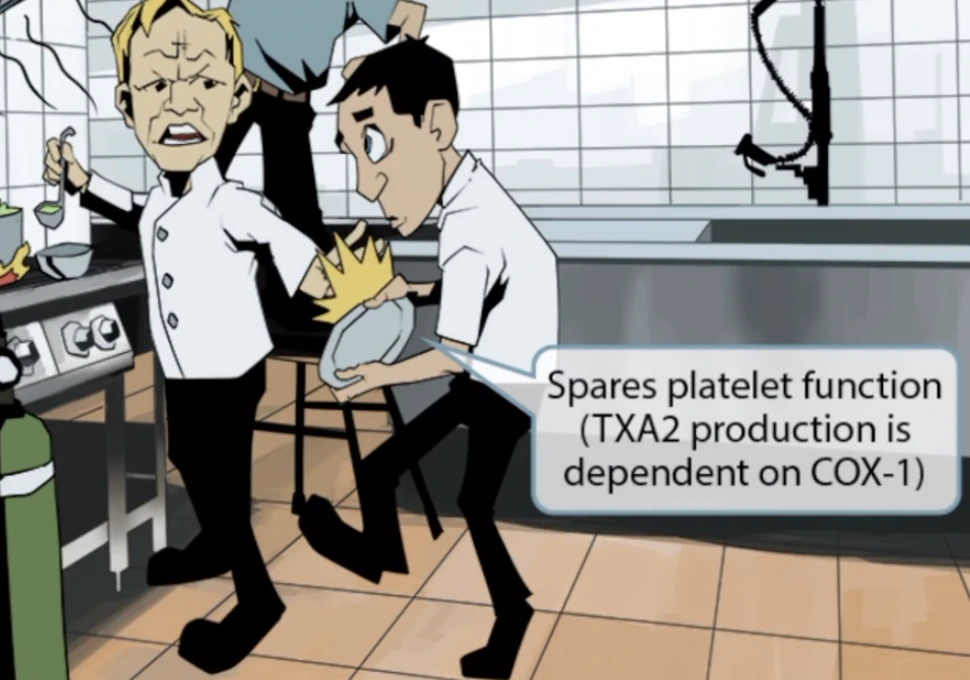 Spares platelet function
(TXA2 production is
dependent on COX-1)